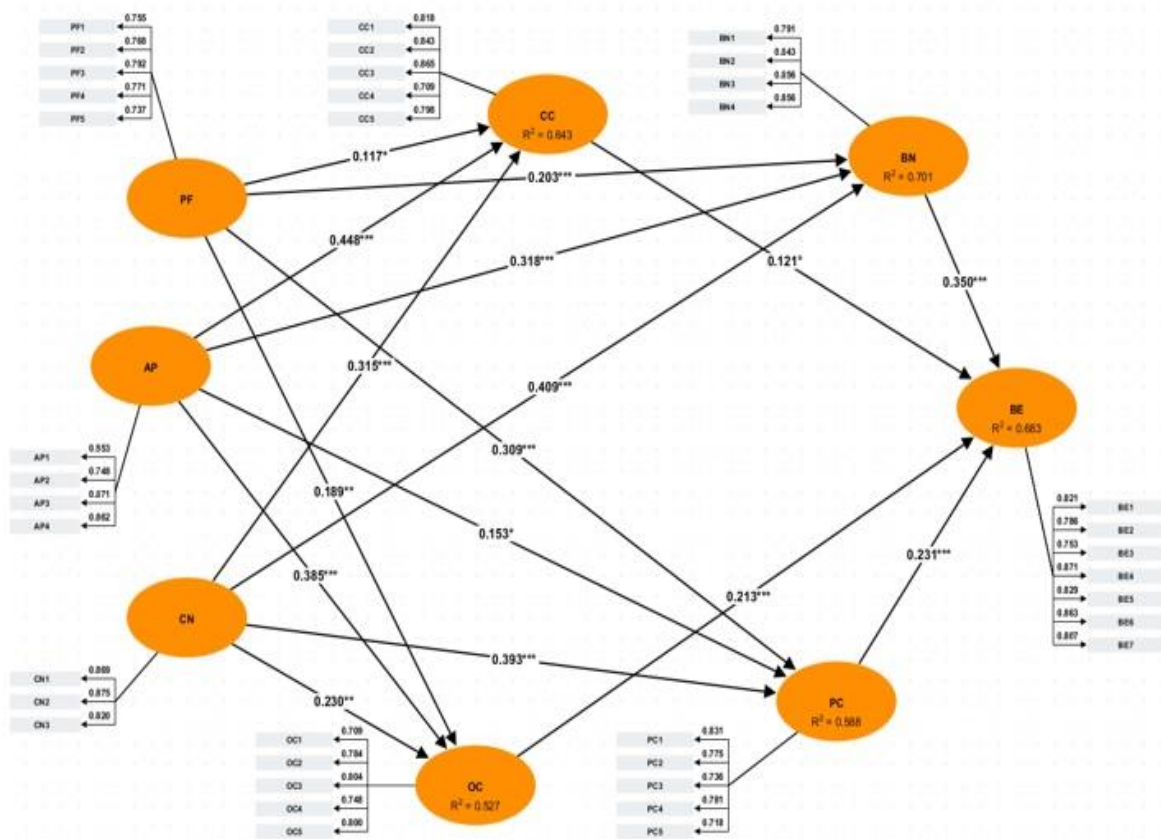 PF1 0.755
PF2 0.768
PF3 0.792
PF4 0.771
PF5 0.737
CC1 0.818
CC2 0.843
CC3 0.865
CC4 0.709
CC5 0.798
BN1 0.791
BN2 0.843
BN3 0.856
BN4 0.856
CC
R² = 0.643
BN
R² = 0.701
PF
0.117*
0.203***
0.448***
0.318***
0.121*
0.350***
AP
0.315***
0.409***
BE
R² = 0.683
0.309***
AP1 0.553
AP2 0.748
AP3 0.871
AP4 0.862
0.189**
0.153*
0.385***
0.231***
0.213***
BE1 0.821
BE2 0.786
BE3 0.753
BE4 0.871
BE5 0.829
BE6 0.863
BE7 0.867
CN
0.393***
0.230**
CN1 0.869
CN2 0.875
CN3 0.820
PC
R² = 0.588
OC1 0.709
OC2 0.784
OC3 0.804
OC4 0.748
OC5 0.800
OC
R² = 0.527
PC1 0.831
PC2 0.775
PC3 0.736
PC4 0.781
PC5 0.718